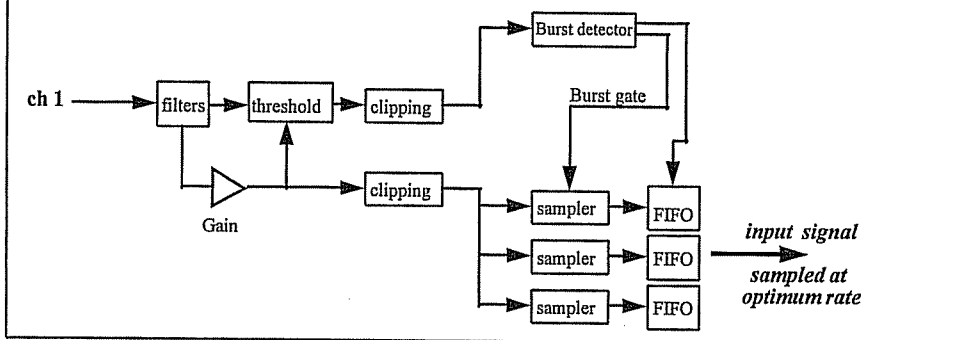 Burst detector
Burst gate
ch 1
filters
threshold
clipping
Gain
clipping
sampler
FIFO
sampler
FIFO
sampler
FIFO
input signal
sampled at
optimum rate